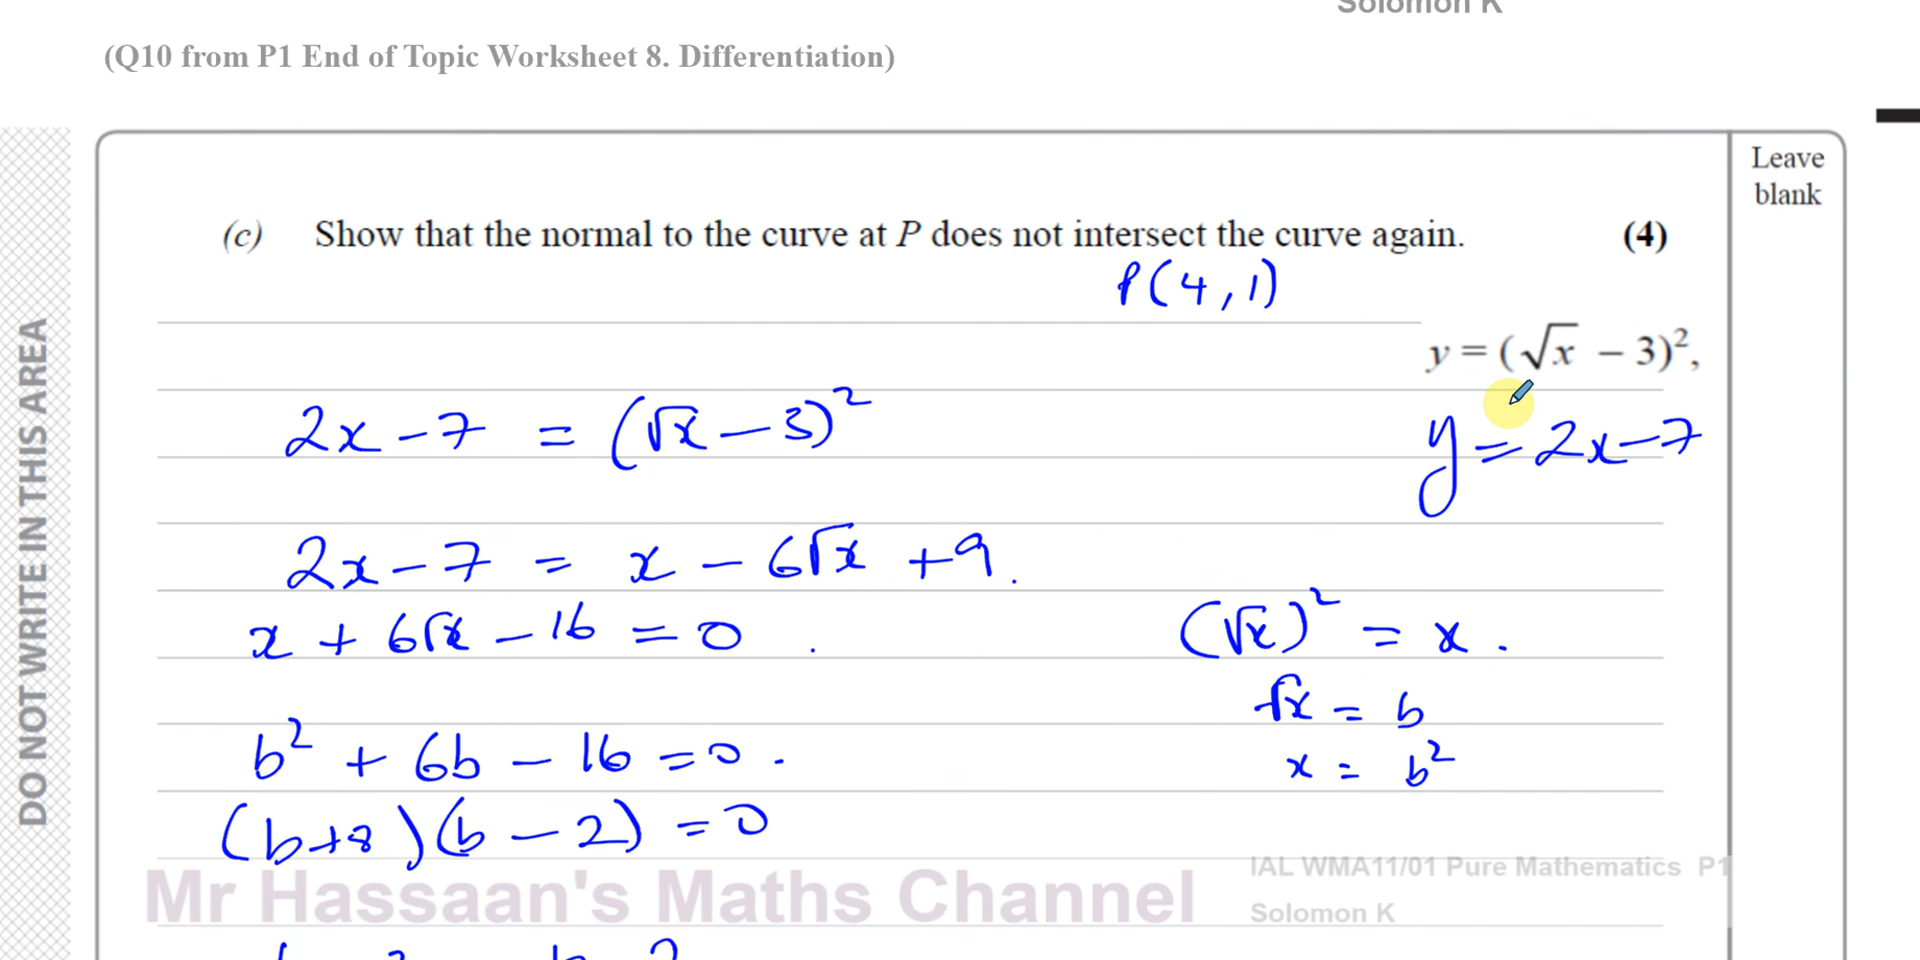 Solomon K
(Q10 from P1 End of Topic Worksheet 8. Differentiation)
Leave
blank
(c) Show that the normal to the curve at P does not intersect the curve again. (4)
P(4,1)
y = (√x − 3)²,
2x − 7 = (√x − 3)²
y = 2x − 7
2x − 7 = x − 6√x + 9.
x + 6√x − 16 = 0.
(√x)² = x.
√x = b
b² + 6b − 16 = 0.
x = b²
(b+8)(b − 2) = 0
IAL WMA11/01 Pure Mathematics P1
Mr Hassaan's Maths Channel
Solomon K
DO NOT WRITE IN THIS AREA